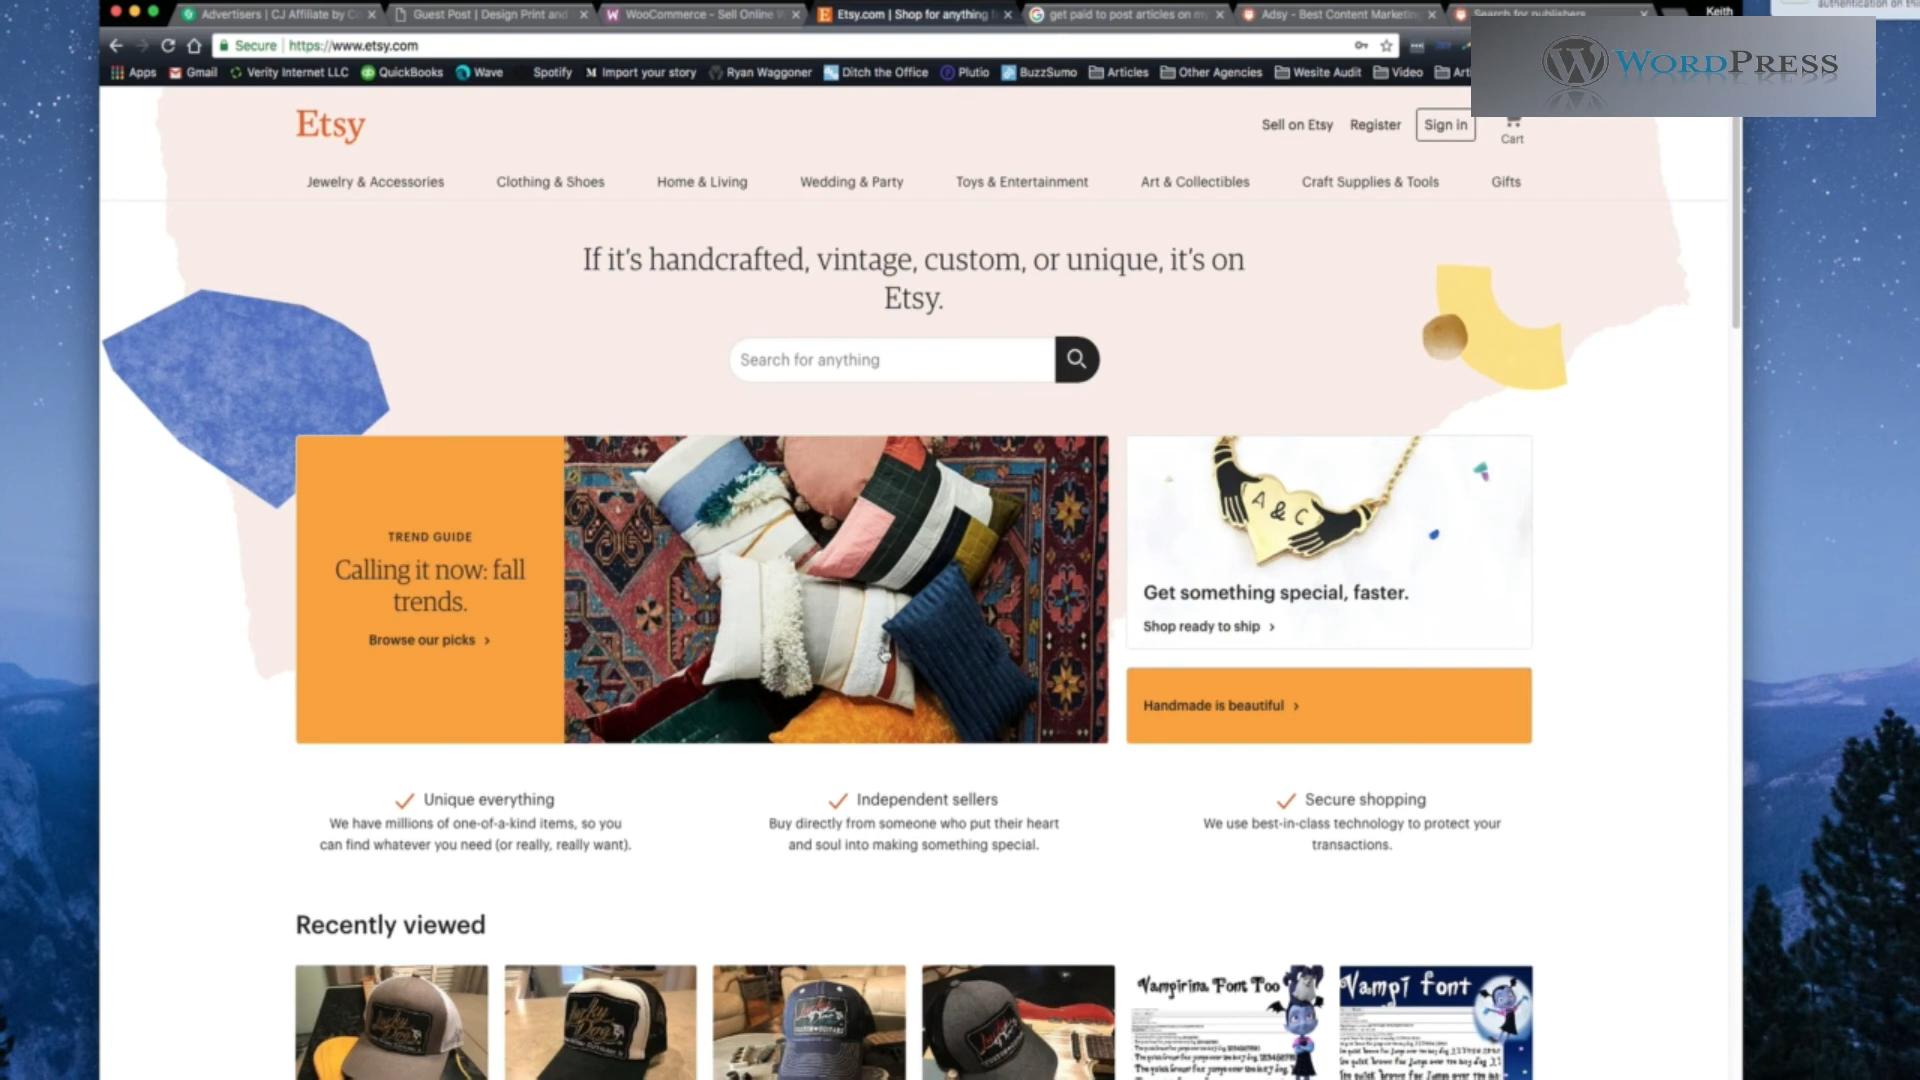 Advertisers | CJ Affiliate by C
Guest Post | Design Print and
WooCommerce - Sell Online
Etsy.com | Shop for anything
get paid to post articles on my
Adsy - Best Content Marketing
Search for publishers
Keith
authentication on
Secure
https://www.etsy.com
Apps
Gmail
Verity Internet LLC
QuickBooks
Wave
Spotify
Import your story
Ryan Waggoner
Ditch the Office
Plutio
BuzzSumo
Articles
Other Agencies
Wesite Audit
Video
Art
WORDPRESS
Etsy
Sell on Etsy
Register
Sign in
Cart
Jewelry & Accessories
Clothing & Shoes
Home & Living
Wedding & Party
Toys & Entertainment
Art & Collectibles
Craft Supplies & Tools
Gifts
If it's handcrafted, vintage, custom, or unique, it's on
Etsy.
Search for anything
TREND GUIDE
Calling it now: fall
trends.
Browse our picks >
A & C
Get something special, faster.
Shop ready to ship >
Handmade is beautiful >
Unique everything
We have millions of one-of-a-kind items, so you
can find whatever you need (or really, really want).
Independent sellers
Buy directly from someone who put their heart
and soul into making something special.
Secure shopping
We use best-in-class technology to protect your
transactions.
Recently viewed
Vampirina Font Too
Vampi font